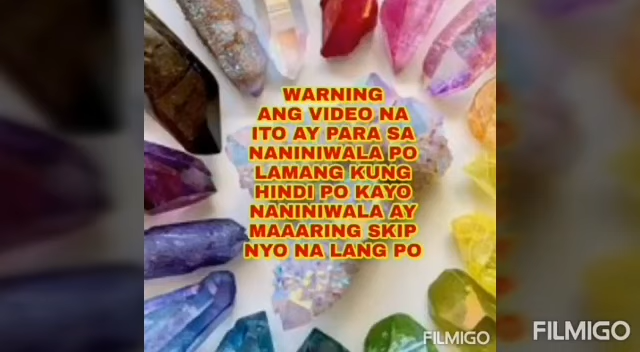 WARNING
ANG VIDEO NA
ITO AY PARA SA
NANINIWALA PO
LAMANG KUNG
HINDI PO KAYO
NANINIWALA AY
MAAARING SKIP
NYO NA LANG PO
FILMIGO
FILMIGO